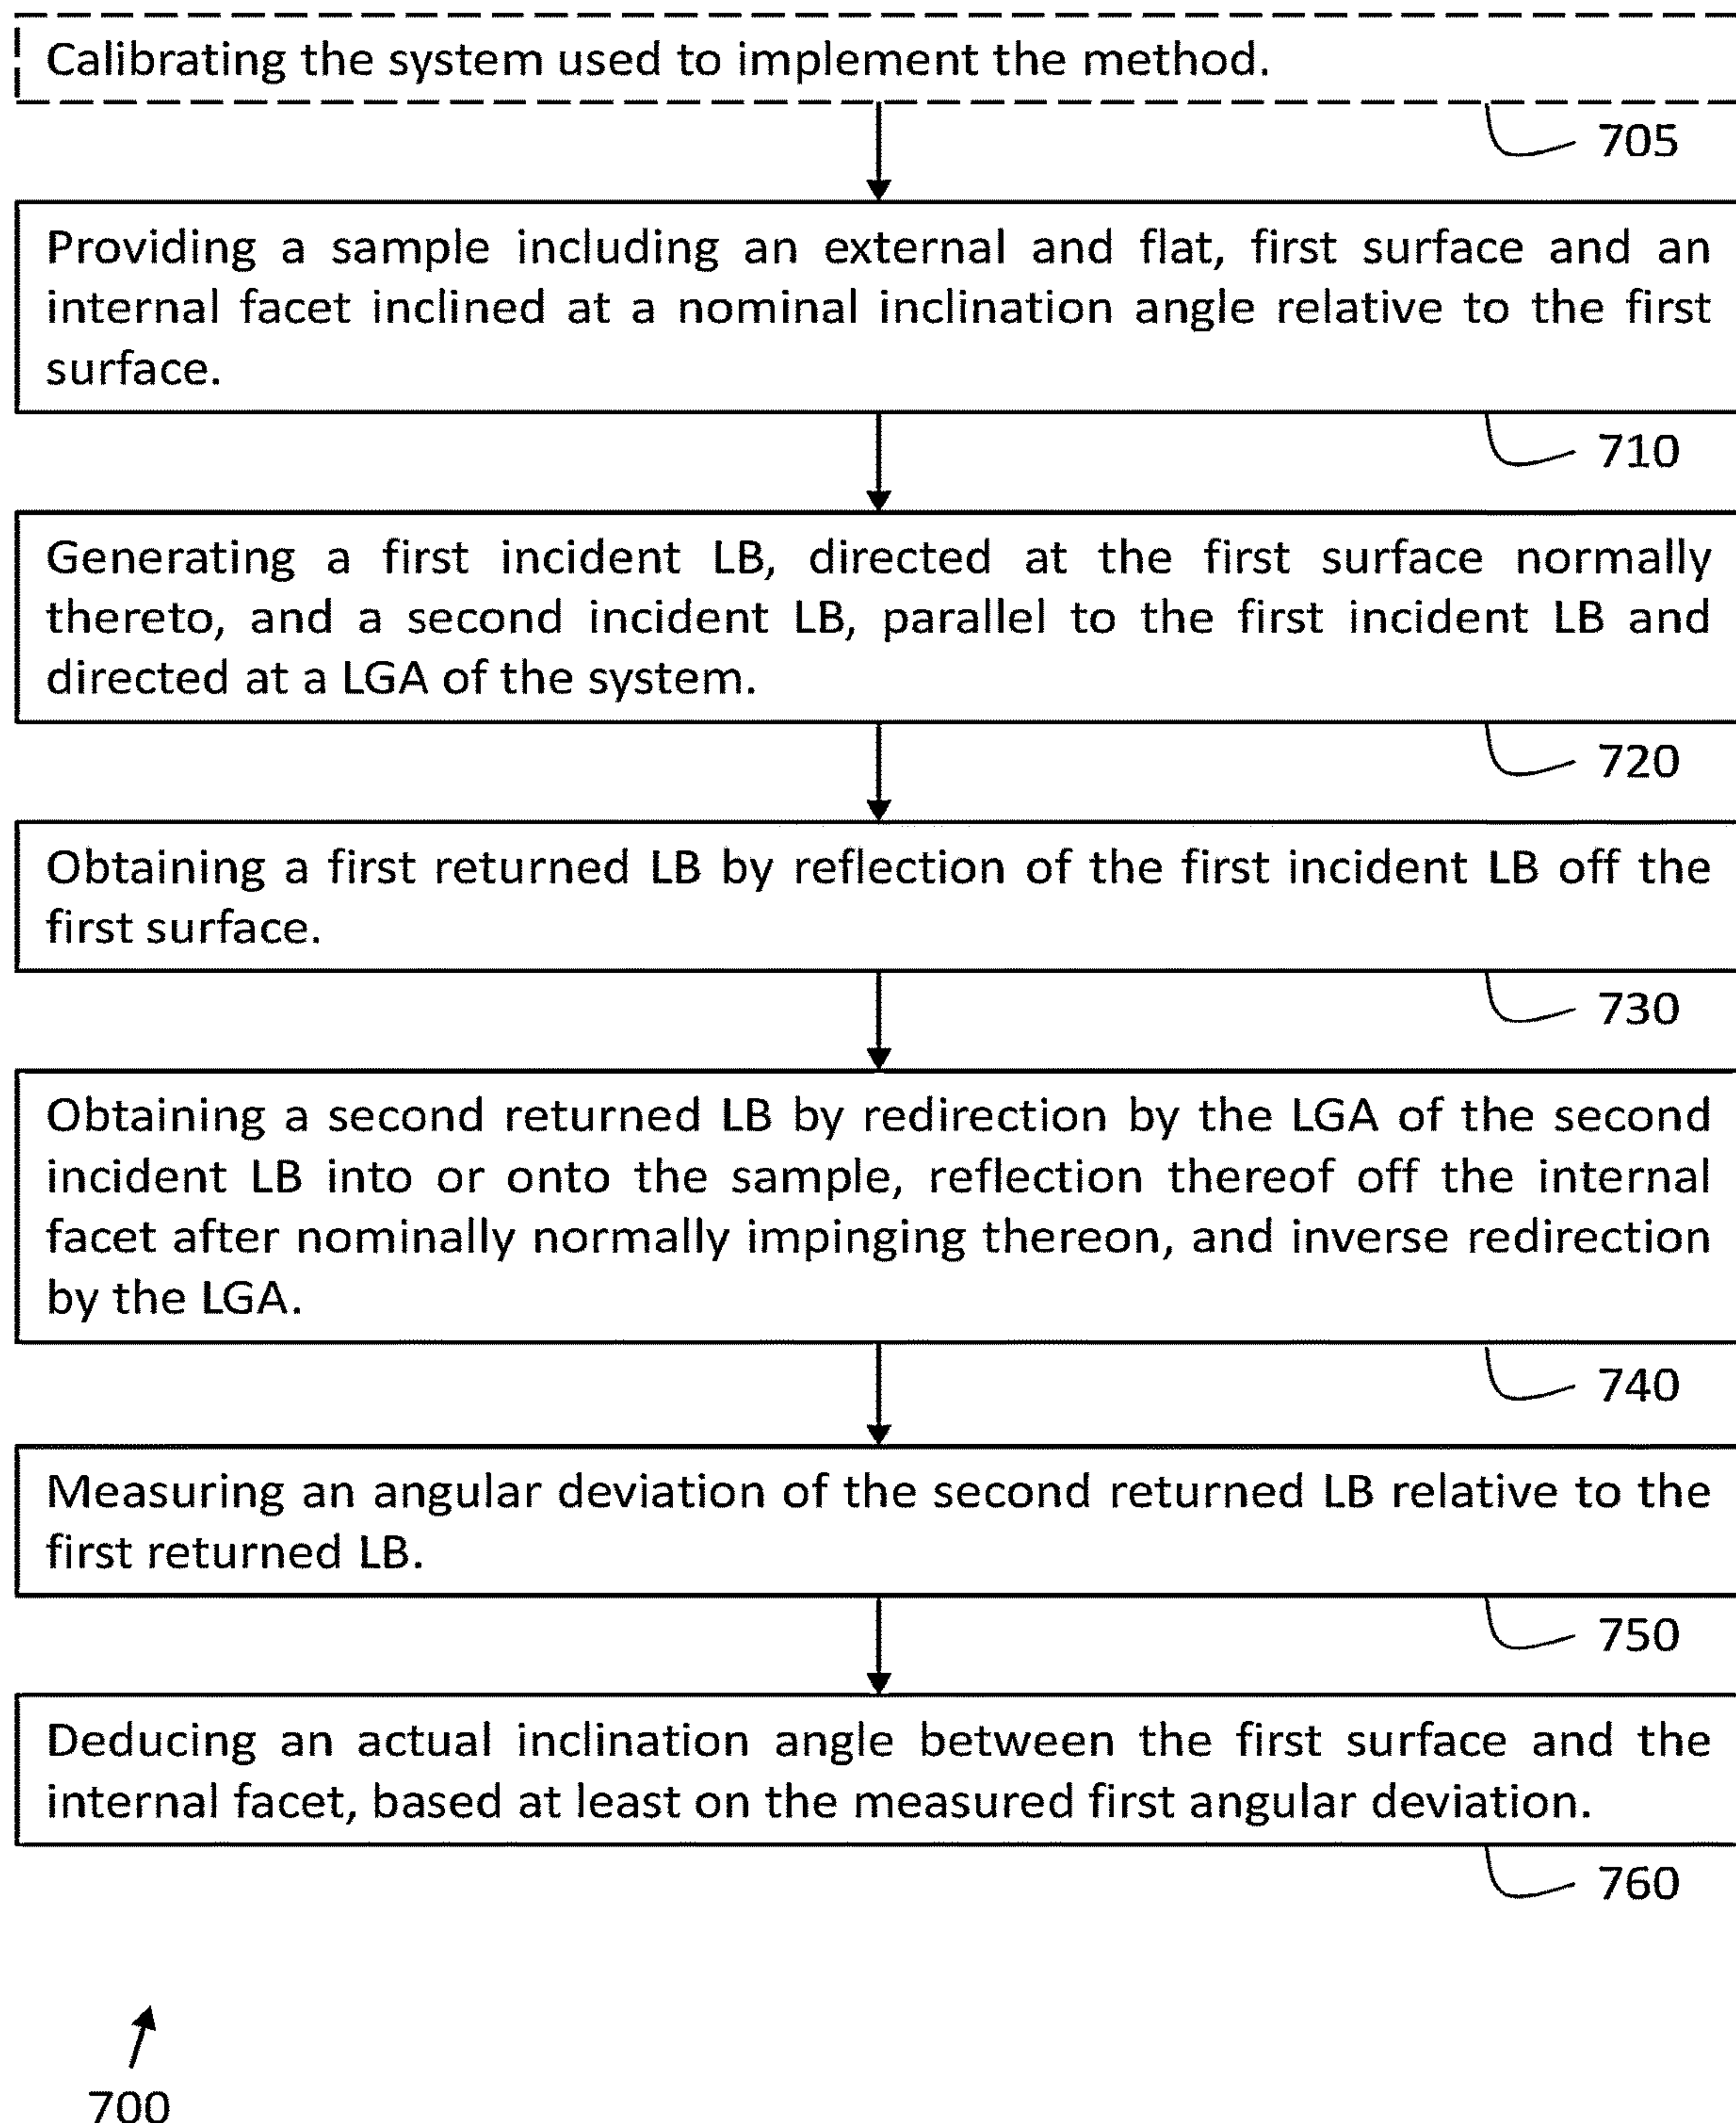 Calibrating the system used to implement the method.
705
Providing a sample including an external and flat, first surface and an
internal facet inclined at a nominal inclination angle relative to the first
surface.
710
Generating a first incident LB, directed at the first surface normally
thereto, and a second incident LB, parallel to the first incident LB and
directed at a LGA of the system.
720
Obtaining a first returned LB by reflection of the first incident LB off the
first surface.
730
Obtaining a second returned LB by redirection by the LGA of the second
incident LB into or onto the sample, reflection thereof off the internal
facet after nominally normally impinging thereon, and inverse redirection
by the LGA.
740
Measuring an angular deviation of the second returned LB relative to the
first returned LB.
750
Deducing an actual inclination angle between the first surface and the
internal facet, based at least on the measured first angular deviation.
760
700